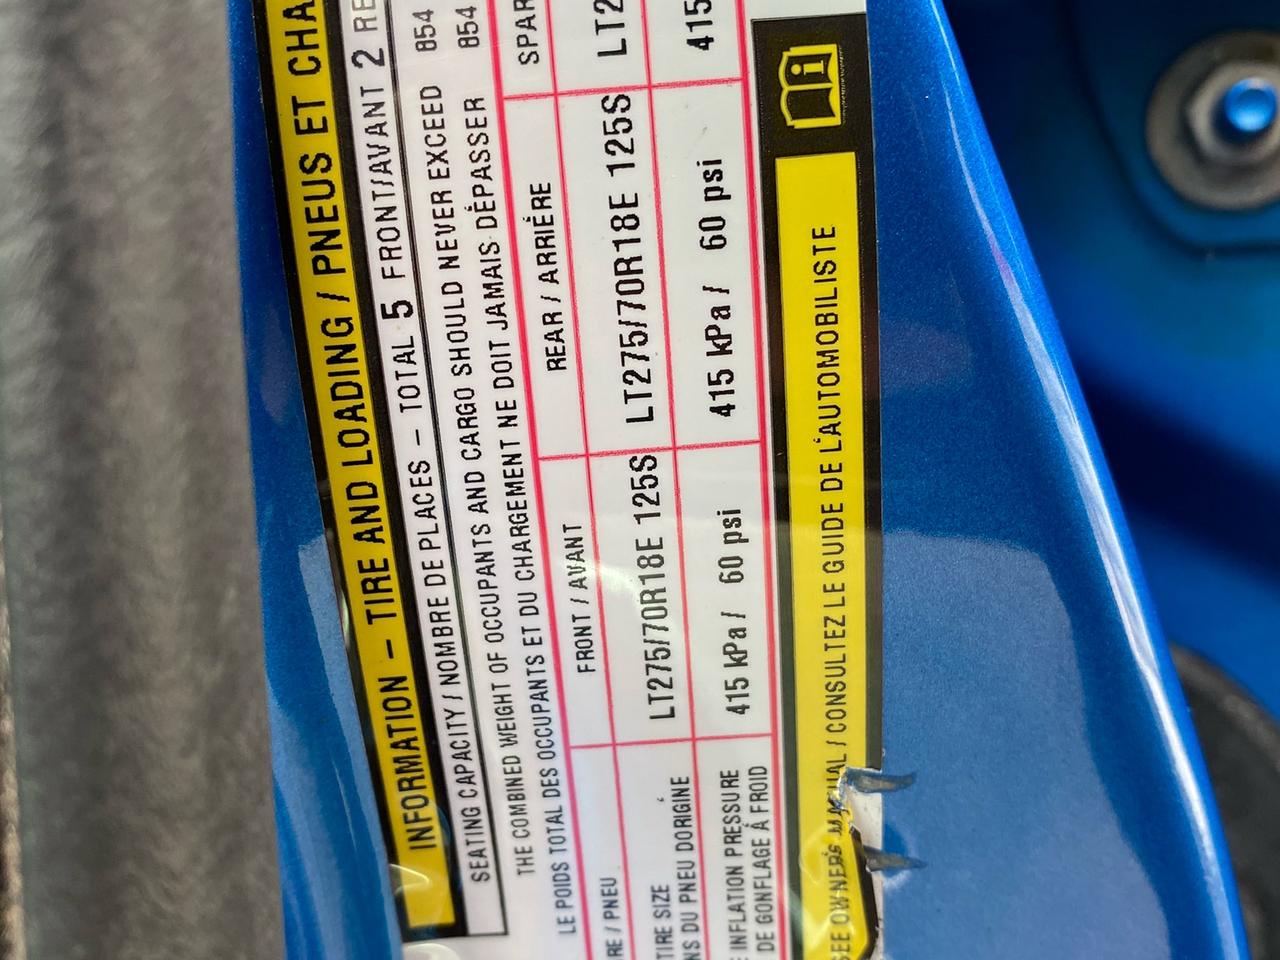 INFORMATION – TIRE AND LOADING / PNEUS ET CHA
SEATING CAPACITY / NOMBRE DE PLACES – TOTAL 5 FRONT/AVANT 2 RE
THE COMBINED WEIGHT OF OCCUPANTS AND CARGO SHOULD NEVER EXCEED 854
LE POIDS TOTAL DES OCCUPANTS ET DU CHARGEMENT NE DOIT JAMAIS DÉPASSER 854
RE / PNEU FRONT / AVANT REAR / ARRIÉRE SPAR
TIRE SIZE
NS DU PNEU DORIGINE LT275/70R18E 125S LT275/70R18E 125S LT2
INFLATION PRESSURE
DE GONFLAGE À FROID 415 kPa / 60 psi 415 kPa / 60 psi 415
SEE OWNER'S MANUAL / CONSULTEZ LE GUIDE DE L'AUTOMOBILISTE